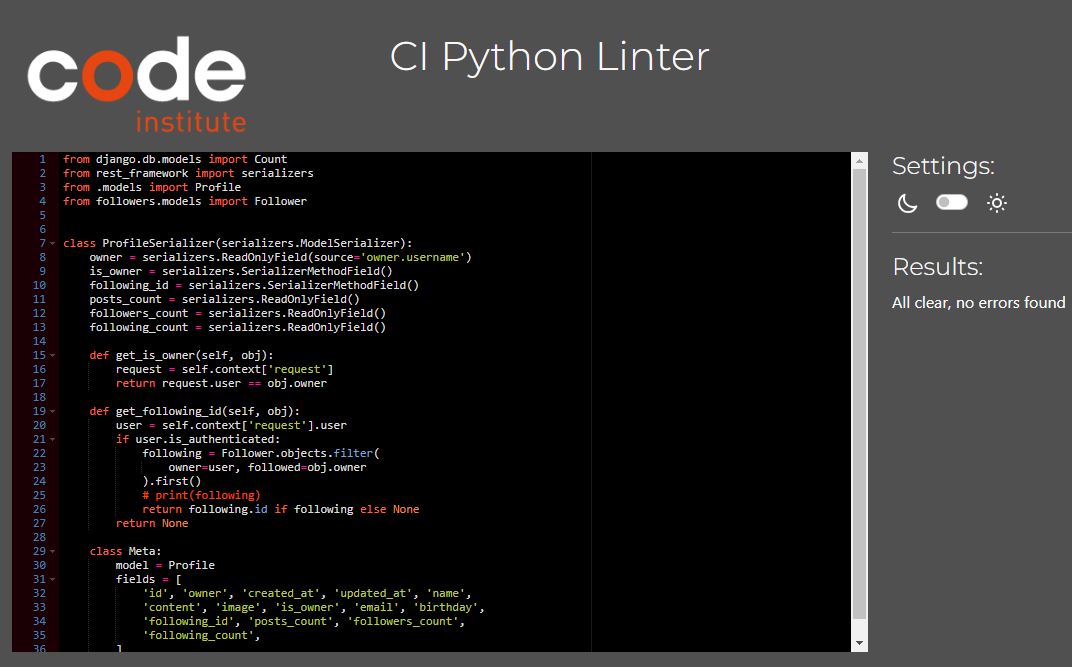 code
institute
CI Python Linter
1 from django.db.models import Count
2 from rest_framework import serializers
3 from .models import Profile
4 from followers.models import Follower
5
6
7 class ProfileSerializer(serializers.ModelSerializer):
8     owner = serializers.ReadOnlyField(source='owner.username')
9     is_owner = serializers.SerializerMethodField()
10     following_id = serializers.SerializerMethodField()
11     posts_count = serializers.ReadOnlyField()
12     followers_count = serializers.ReadOnlyField()
13     following_count = serializers.ReadOnlyField()
14
15     def get_is_owner(self, obj):
16         request = self.context['request']
17         return request.user == obj.owner
18
19     def get_following_id(self, obj):
20         user = self.context['request'].user
21         if user.is_authenticated:
22             following = Follower.objects.filter(
23                 owner=user, followed=obj.owner
24             ).first()
25             # print(following)
26             return following.id if following else None
27         return None
28
29     class Meta:
30         model = Profile
31         fields = [
32             'id', 'owner', 'created_at', 'updated_at', 'name',
33             'content', 'image', 'is_owner', 'email', 'birthday',
34             'following_id', 'posts_count', 'followers_count',
35             'following_count',
36         ]
Settings:
Results:
All clear, no errors found